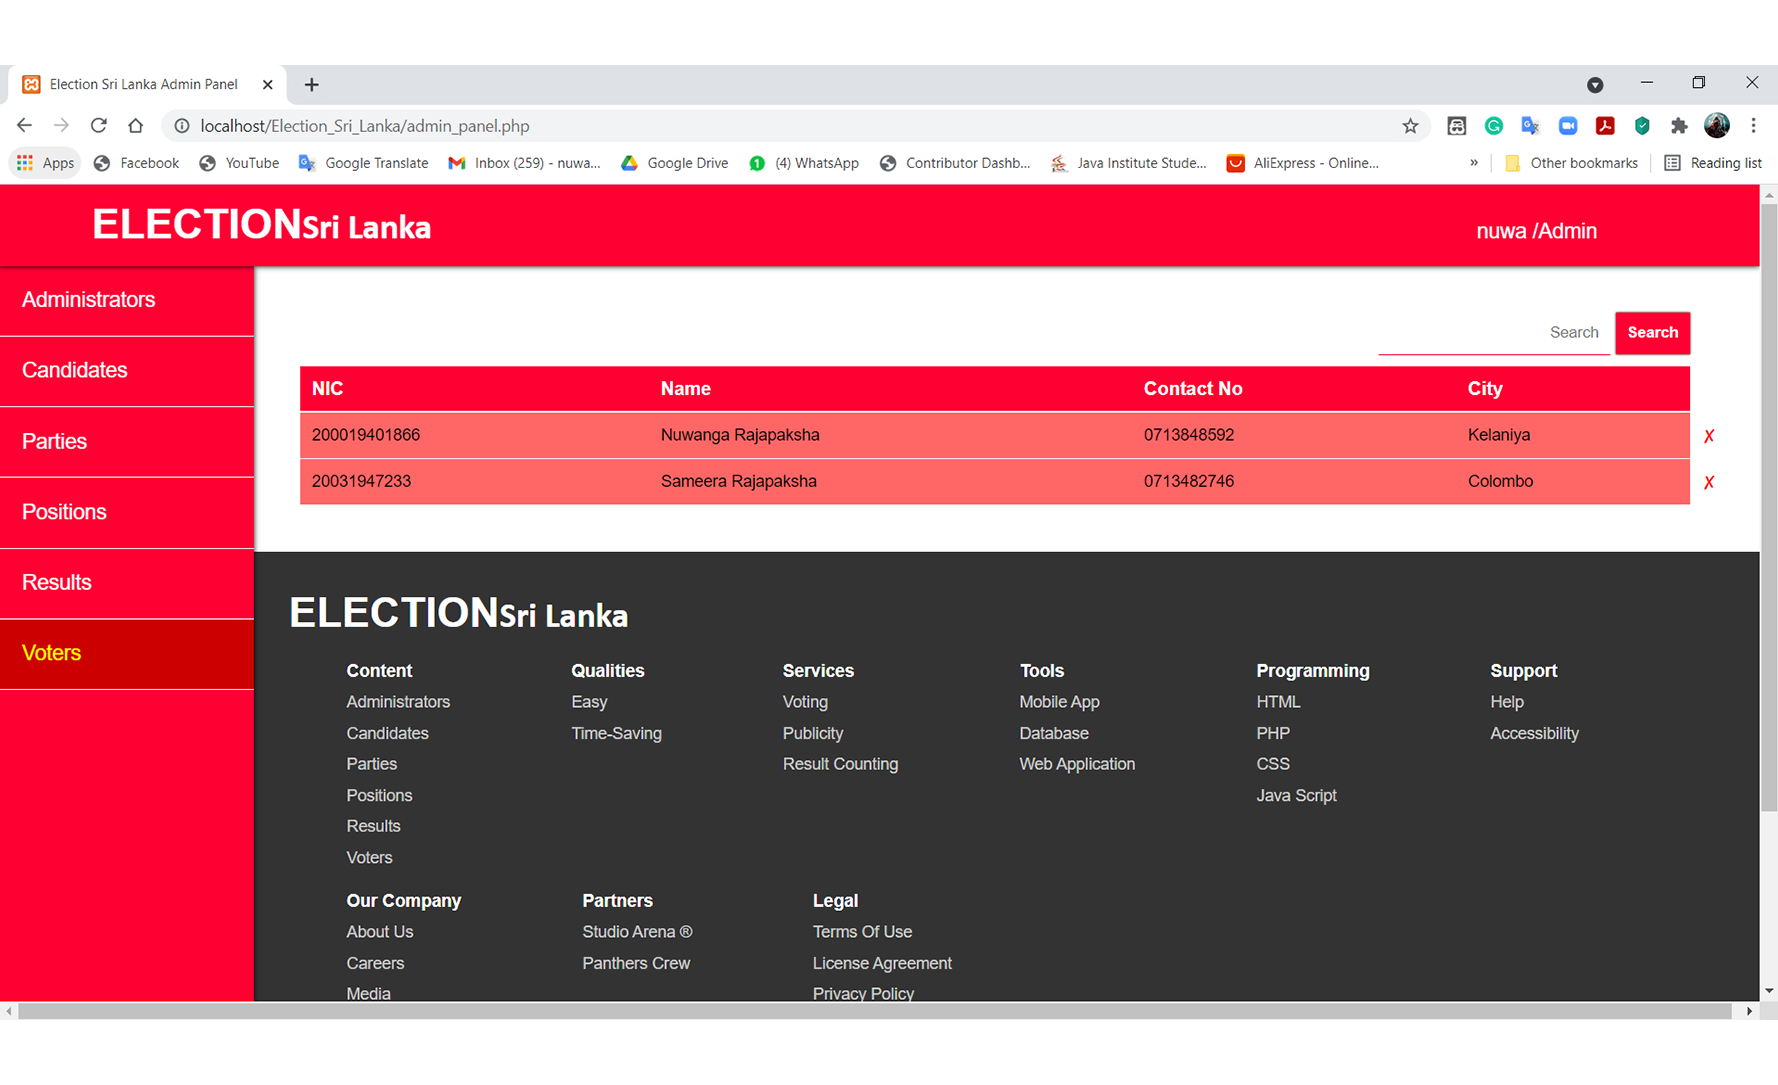 Election Sri Lanka Admin Panel
localhost/Election_Sri_Lanka/admin_panel.php
Apps Facebook YouTube Google Translate Inbox (259) - nuwa... Google Drive (4) WhatsApp Contributor Dashb... Java Institute Stude... AliExpress - Online... » Other bookmarks Reading list
ELECTIONSri Lanka
nuwa /Admin
Administrators
Candidates
Parties
Positions
Results
Voters
Search Search
NIC Name Contact No City
200019401866 Nuwanga Rajapaksha 0713848592 Kelaniya X
20031947233 Sameera Rajapaksha 0713482746 Colombo X
ELECTIONSri Lanka
Content Qualities Services Tools Programming Support
Administrators Easy Voting Mobile App HTML Help
Candidates Time-Saving Publicity Database PHP Accessibility
Parties Result Counting Web Application CSS
Positions Java Script
Results
Voters
Our Company Partners Legal
About Us Studio Arena ® Terms Of Use
Careers Panthers Crew License Agreement
Media Privacy Policy